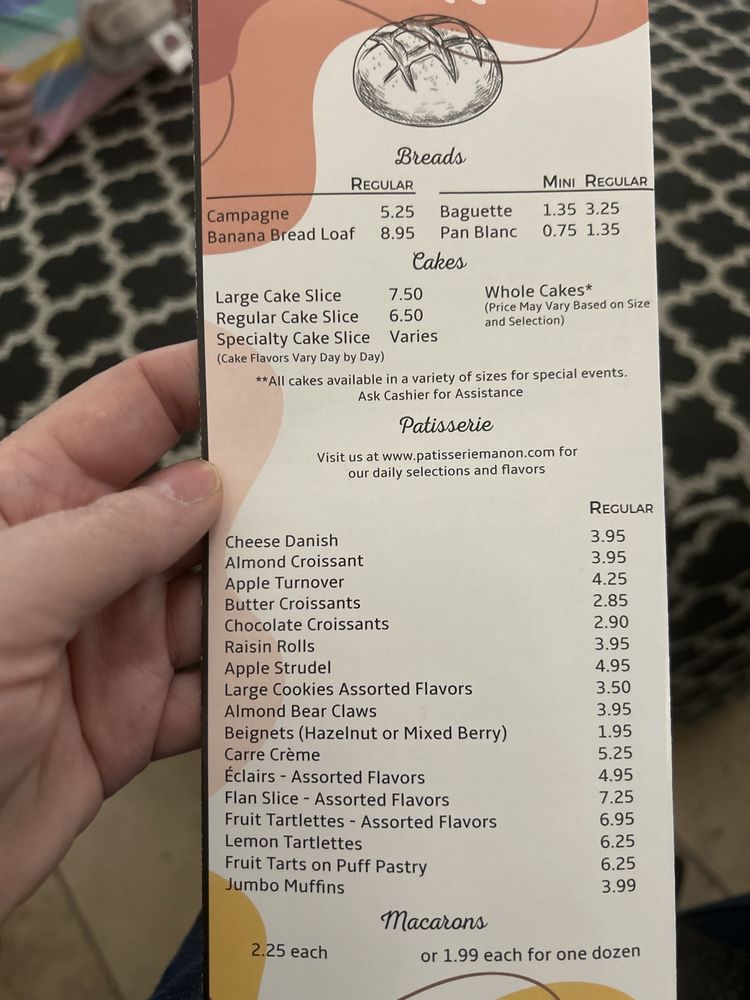 Breads
REGULAR
Campagne 5.25
Banana Bread Loaf 8.95
MINI REGULAR
Baguette 1.35 3.25
Pan Blanc 0.75 1.35
Cakes
Large Cake Slice 7.50
Regular Cake Slice 6.50
Specialty Cake Slice Varies
(Cake Flavors Vary Day by Day)
Whole Cakes*
(Price May Vary Based on Size
and Selection)
**All cakes available in a variety of sizes for special events.
Ask Cashier for Assistance
Patisserie
Visit us at www.patisseriemanon.com for
our daily selections and flavors
REGULAR
Cheese Danish 3.95
Almond Croissant 3.95
Apple Turnover 4.25
Butter Croissants 2.85
Chocolate Croissants 2.90
Raisin Rolls 3.95
Apple Strudel 4.95
Large Cookies Assorted Flavors 3.50
Almond Bear Claws 3.95
Beignets (Hazelnut or Mixed Berry) 1.95
Carre Crème 5.25
Éclairs - Assorted Flavors 4.95
Flan Slice - Assorted Flavors 7.25
Fruit Tartlettes - Assorted Flavors 6.95
Lemon Tartlettes 6.25
Fruit Tarts on Puff Pastry 6.25
Jumbo Muffins 3.99
Macarons
2.25 each or 1.99 each for one dozen